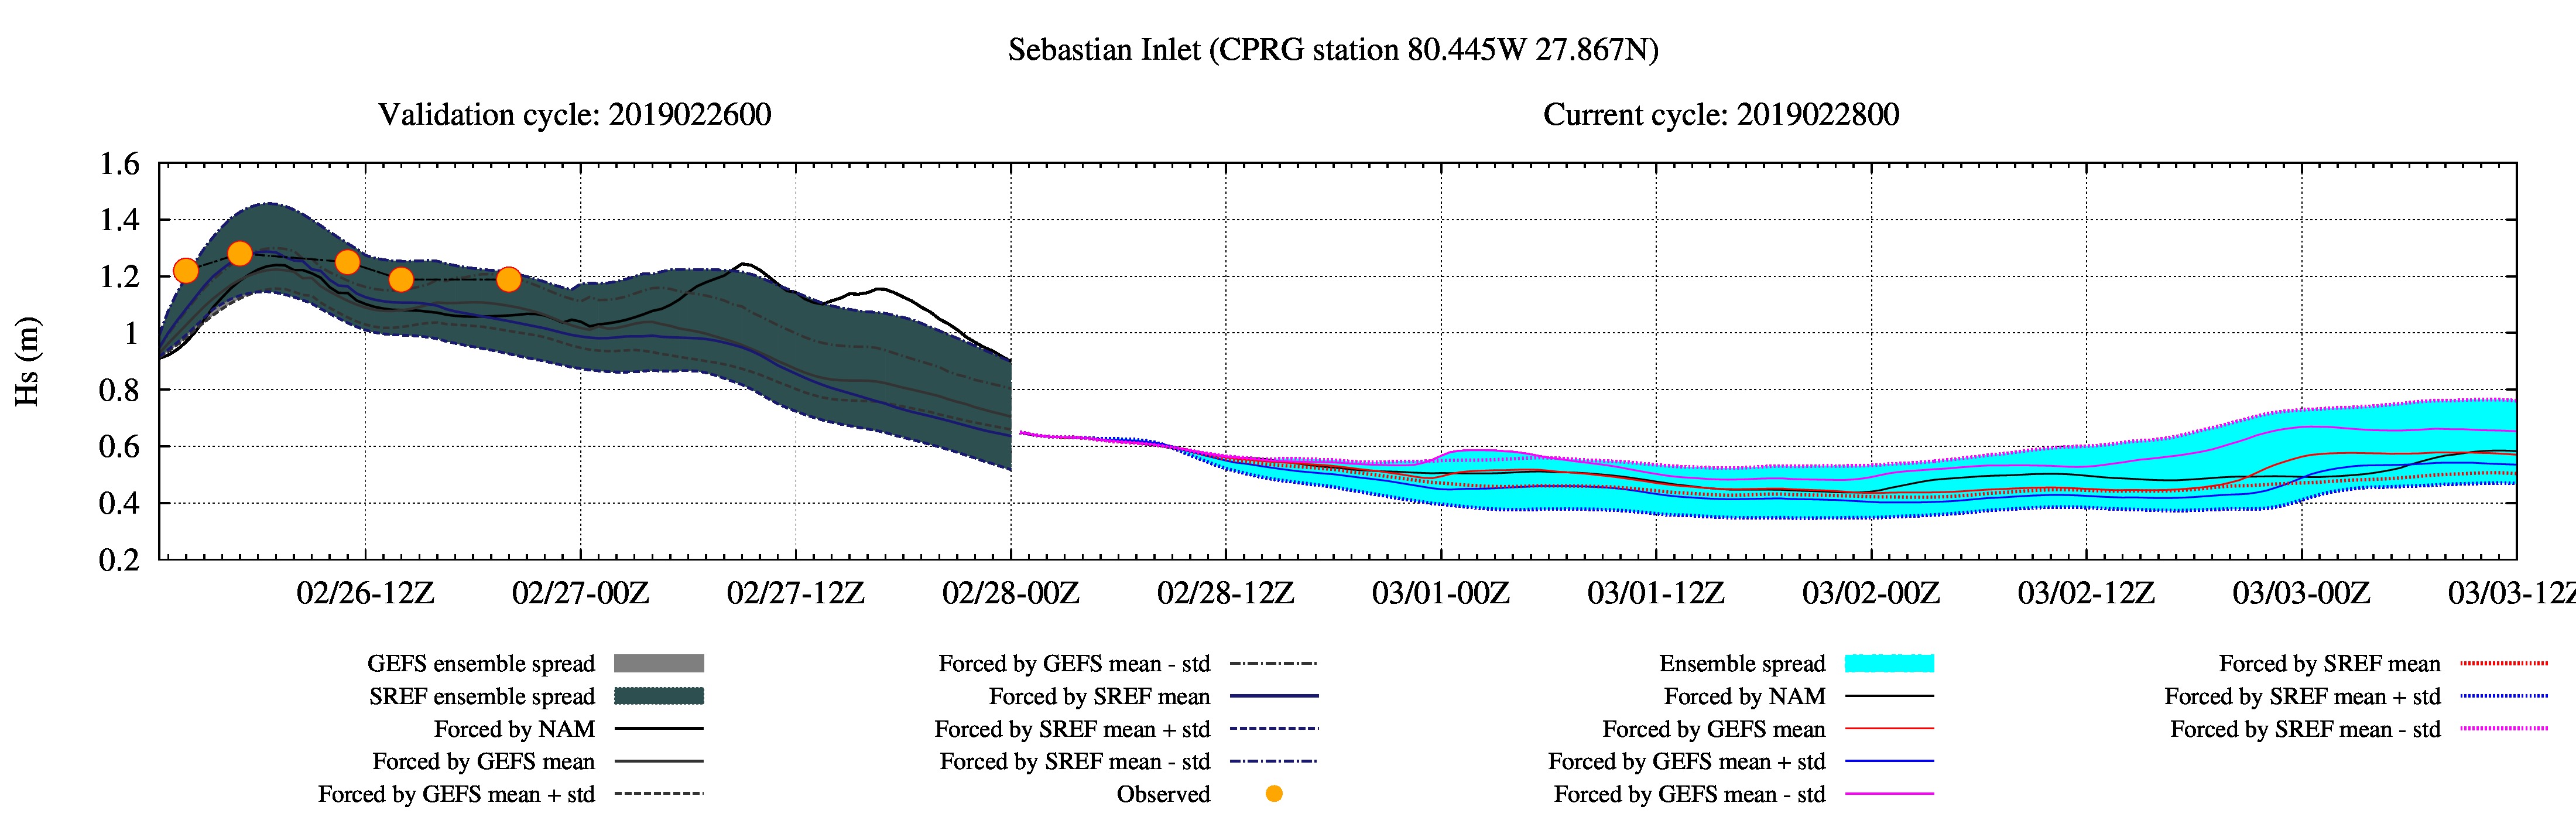 Sebastian Inlet (CPRG station 80.445W 27.867N)
Validation cycle: 2019022600
Current cycle: 2019022800
Hs (m)
1.6
1.4
1.2
1
0.8
0.6
0.4
0.2
02/26-12Z 02/27-00Z 02/27-12Z 02/28-00Z 02/28-12Z 03/01-00Z 03/01-12Z 03/02-00Z 03/02-12Z 03/03-00Z 03/03-12Z
GEFS ensemble spread
SREF ensemble spread
Forced by NAM
Forced by GEFS mean
Forced by GEFS mean + std
Forced by GEFS mean - std
Forced by SREF mean
Forced by SREF mean + std
Forced by SREF mean - std
Observed
Ensemble spread
Forced by NAM
Forced by GEFS mean
Forced by GEFS mean + std
Forced by GEFS mean - std
Forced by SREF mean
Forced by SREF mean + std
Forced by SREF mean - std